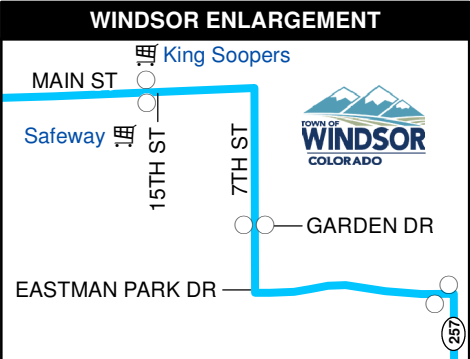 WINDSOR ENLARGEMENT
King Soopers
MAIN ST
Safeway
15TH ST
7TH ST
TOWN OF
WINDSOR
COLORADO
GARDEN DR
EASTMAN PARK DR
257